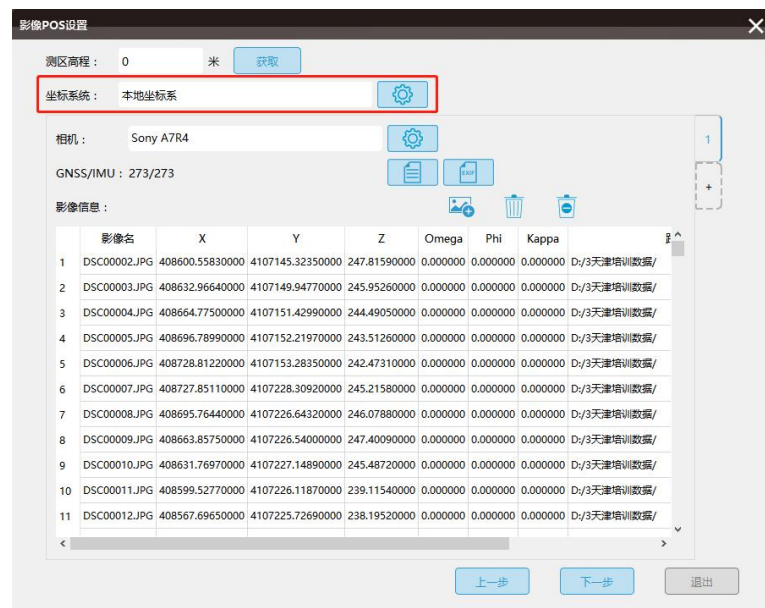 影像POS设置
测区高程： 0 米 获取
坐标系统： 本地坐标系
相机： Sony A7R4
1
GNSS/IMU：273/273
EXIF
+
影像信息：
影像名 X Y Z Omega Phi Kappa
1 DSC00002.JPG 408600.55830000 4107145.32350000 247.81590000 0.000000 0.000000 0.000000 D:/3天津培训数据/
2 DSC00003.JPG 408632.96640000 4107149.94770000 245.95260000 0.000000 0.000000 0.000000 D:/3天津培训数据/
3 DSC00004.JPG 408664.77500000 4107151.42990000 244.49050000 0.000000 0.000000 0.000000 D:/3天津培训数据/
4 DSC00005.JPG 408696.78990000 4107152.21970000 243.51260000 0.000000 0.000000 0.000000 D:/3天津培训数据/
5 DSC00006.JPG 408728.81220000 4107153.28350000 242.47310000 0.000000 0.000000 0.000000 D:/3天津培训数据/
6 DSC00007.JPG 408727.85110000 4107228.30920000 245.21580000 0.000000 0.000000 0.000000 D:/3天津培训数据/
7 DSC00008.JPG 408695.76440000 4107226.64320000 246.07880000 0.000000 0.000000 0.000000 D:/3天津培训数据/
8 DSC00009.JPG 408663.85750000 4107226.54000000 247.40090000 0.000000 0.000000 0.000000 D:/3天津培训数据/
9 DSC00010.JPG 408631.76970000 4107227.14890000 245.48720000 0.000000 0.000000 0.000000 D:/3天津培训数据/
10 DSC00011.JPG 408599.52770000 4107226.11870000 239.11540000 0.000000 0.000000 0.000000 D:/3天津培训数据/
11 DSC00012.JPG 408567.69650000 4107225.72690000 238.19520000 0.000000 0.000000 0.000000 D:/3天津培训数据/
上一步 下一步 退出